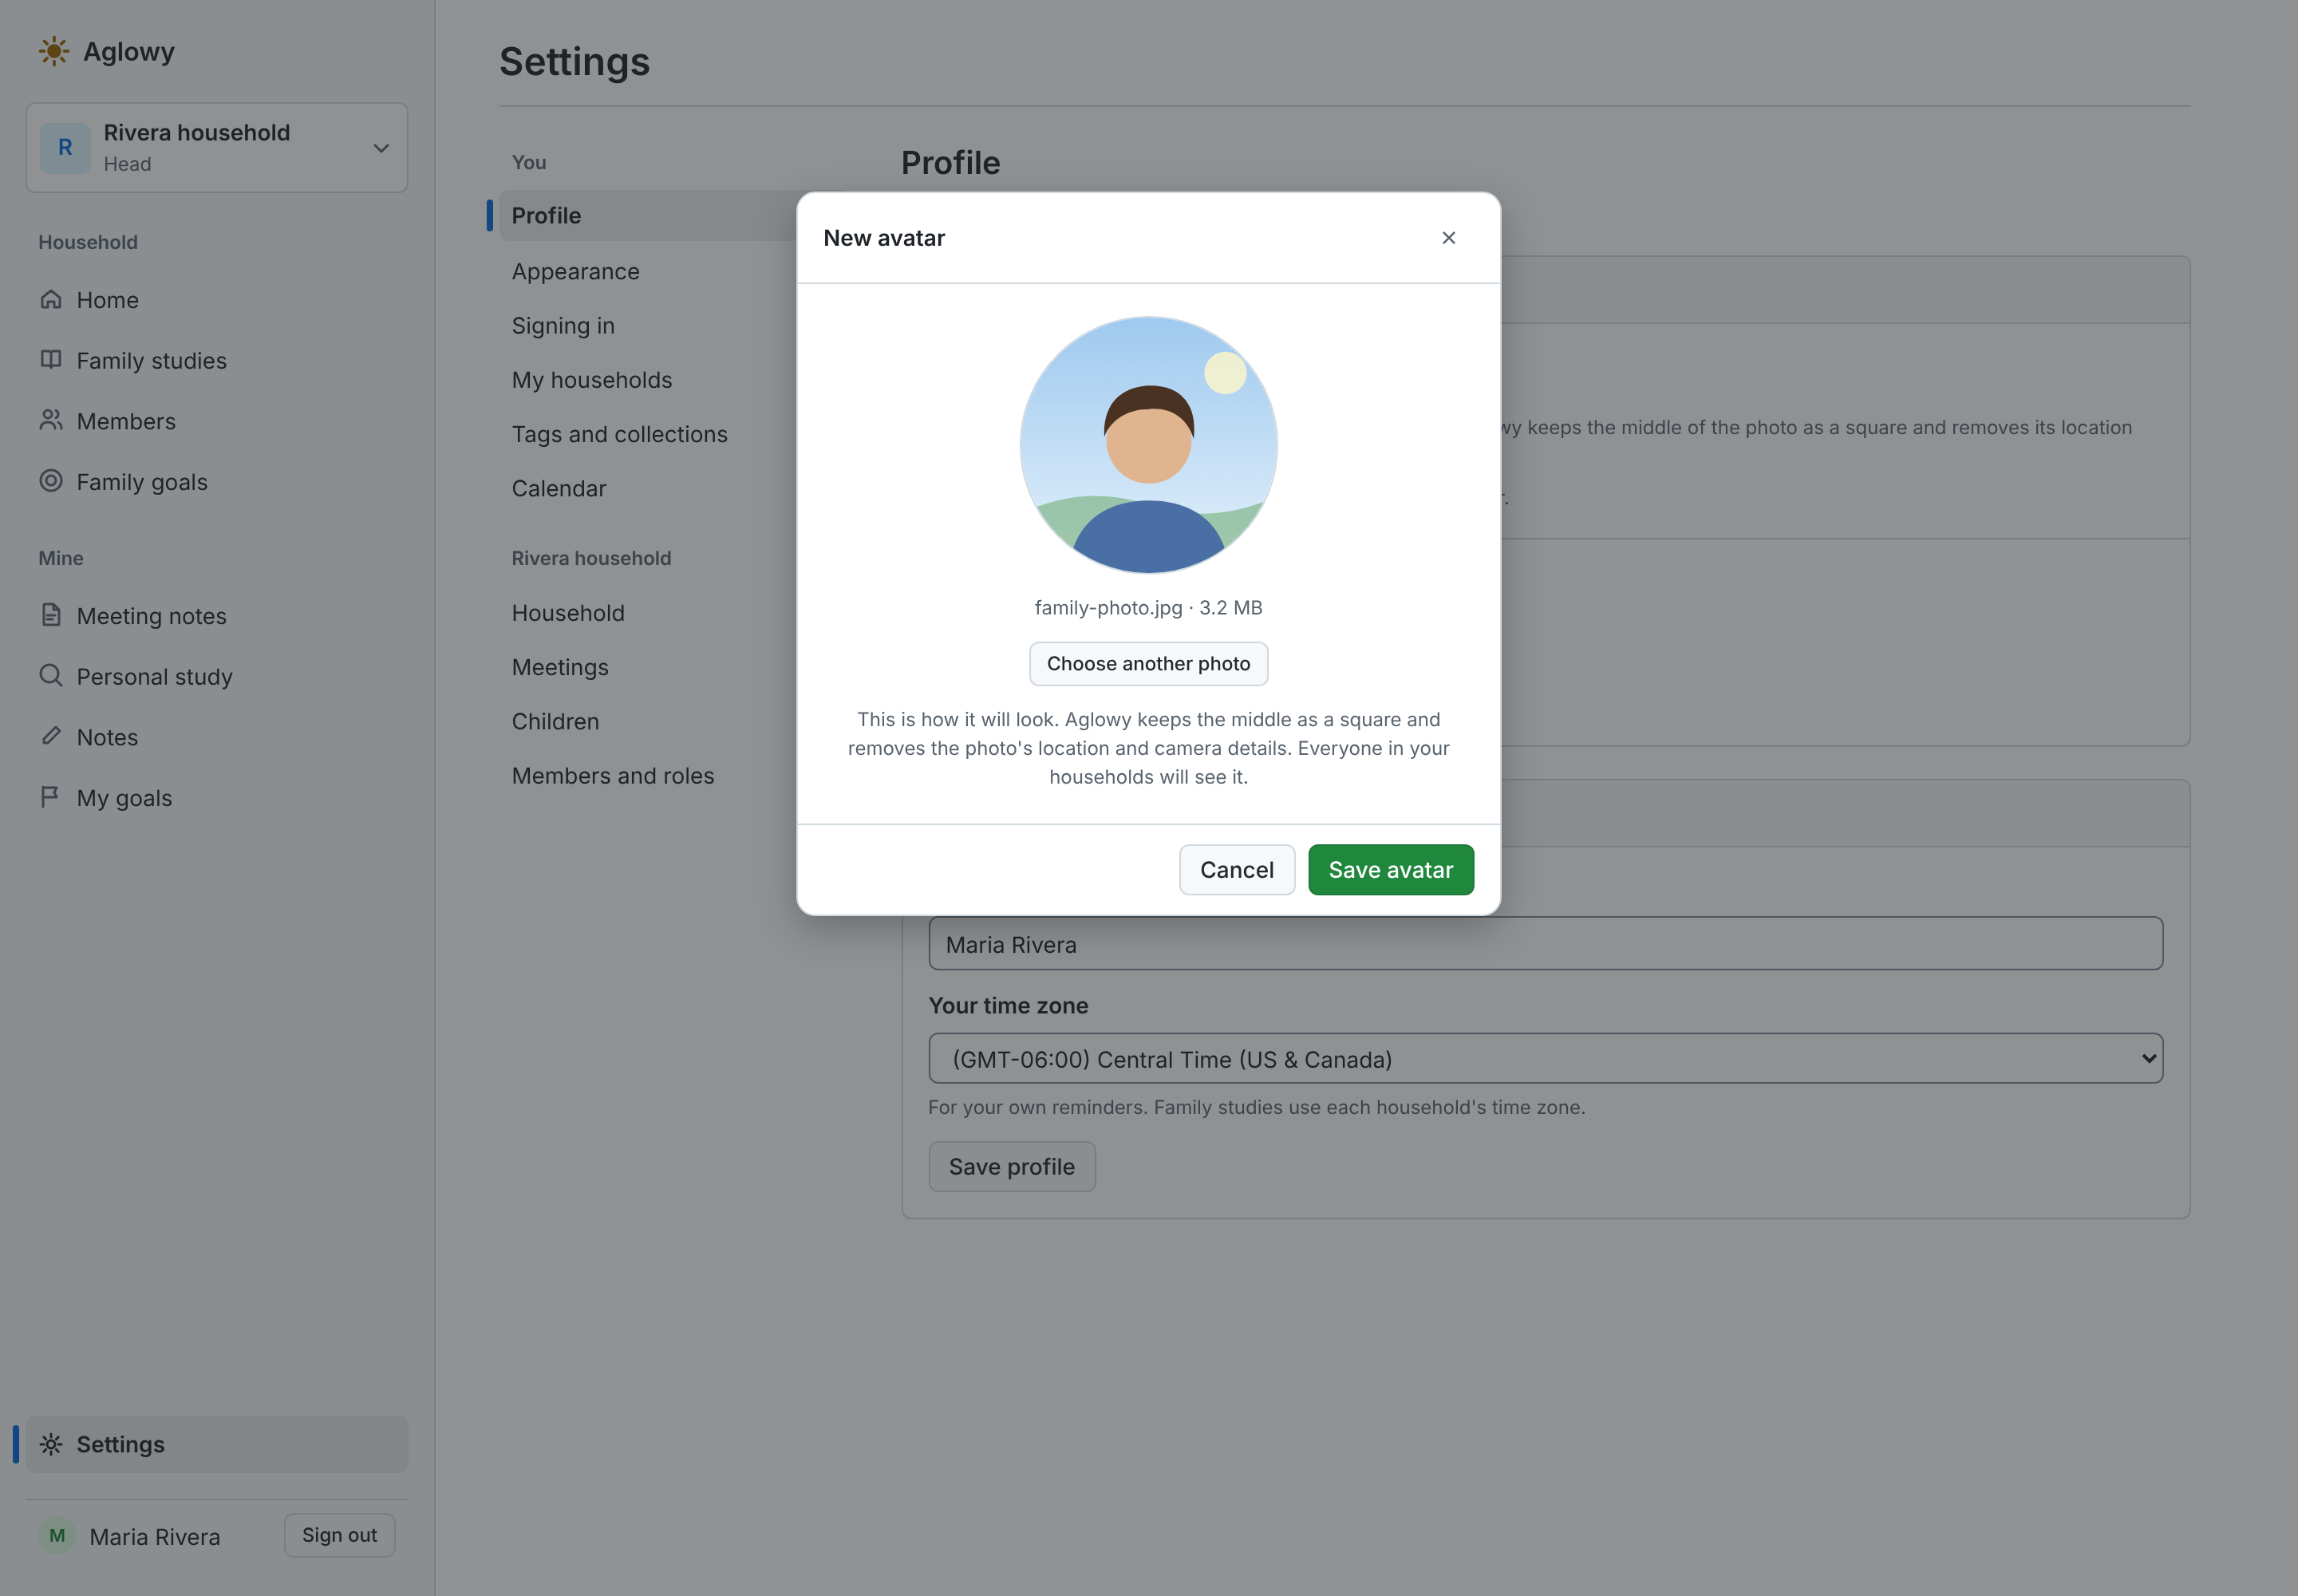 Aglowy
R
Rivera household
Head
Household
Home
Family studies
Members
Family goals
Mine
Meeting notes
Personal study
Notes
My goals
Settings
M
Maria Rivera
Sign out
Settings
You
Profile
Appearance
Signing in
My households
Tags and collections
Calendar
Rivera household
Household
Meetings
Children
Members and roles
Profile
keeps the middle of the photo as a square and removes its location
New avatar
family-photo.jpg · 3.2 MB
Choose another photo
This is how it will look. Aglowy keeps the middle as a square and
removes the photo's location and camera details. Everyone in your
households will see it.
Cancel
Save avatar
Maria Rivera
Your time zone
(GMT-06:00) Central Time (US & Canada)
For your own reminders. Family studies use each household's time zone.
Save profile